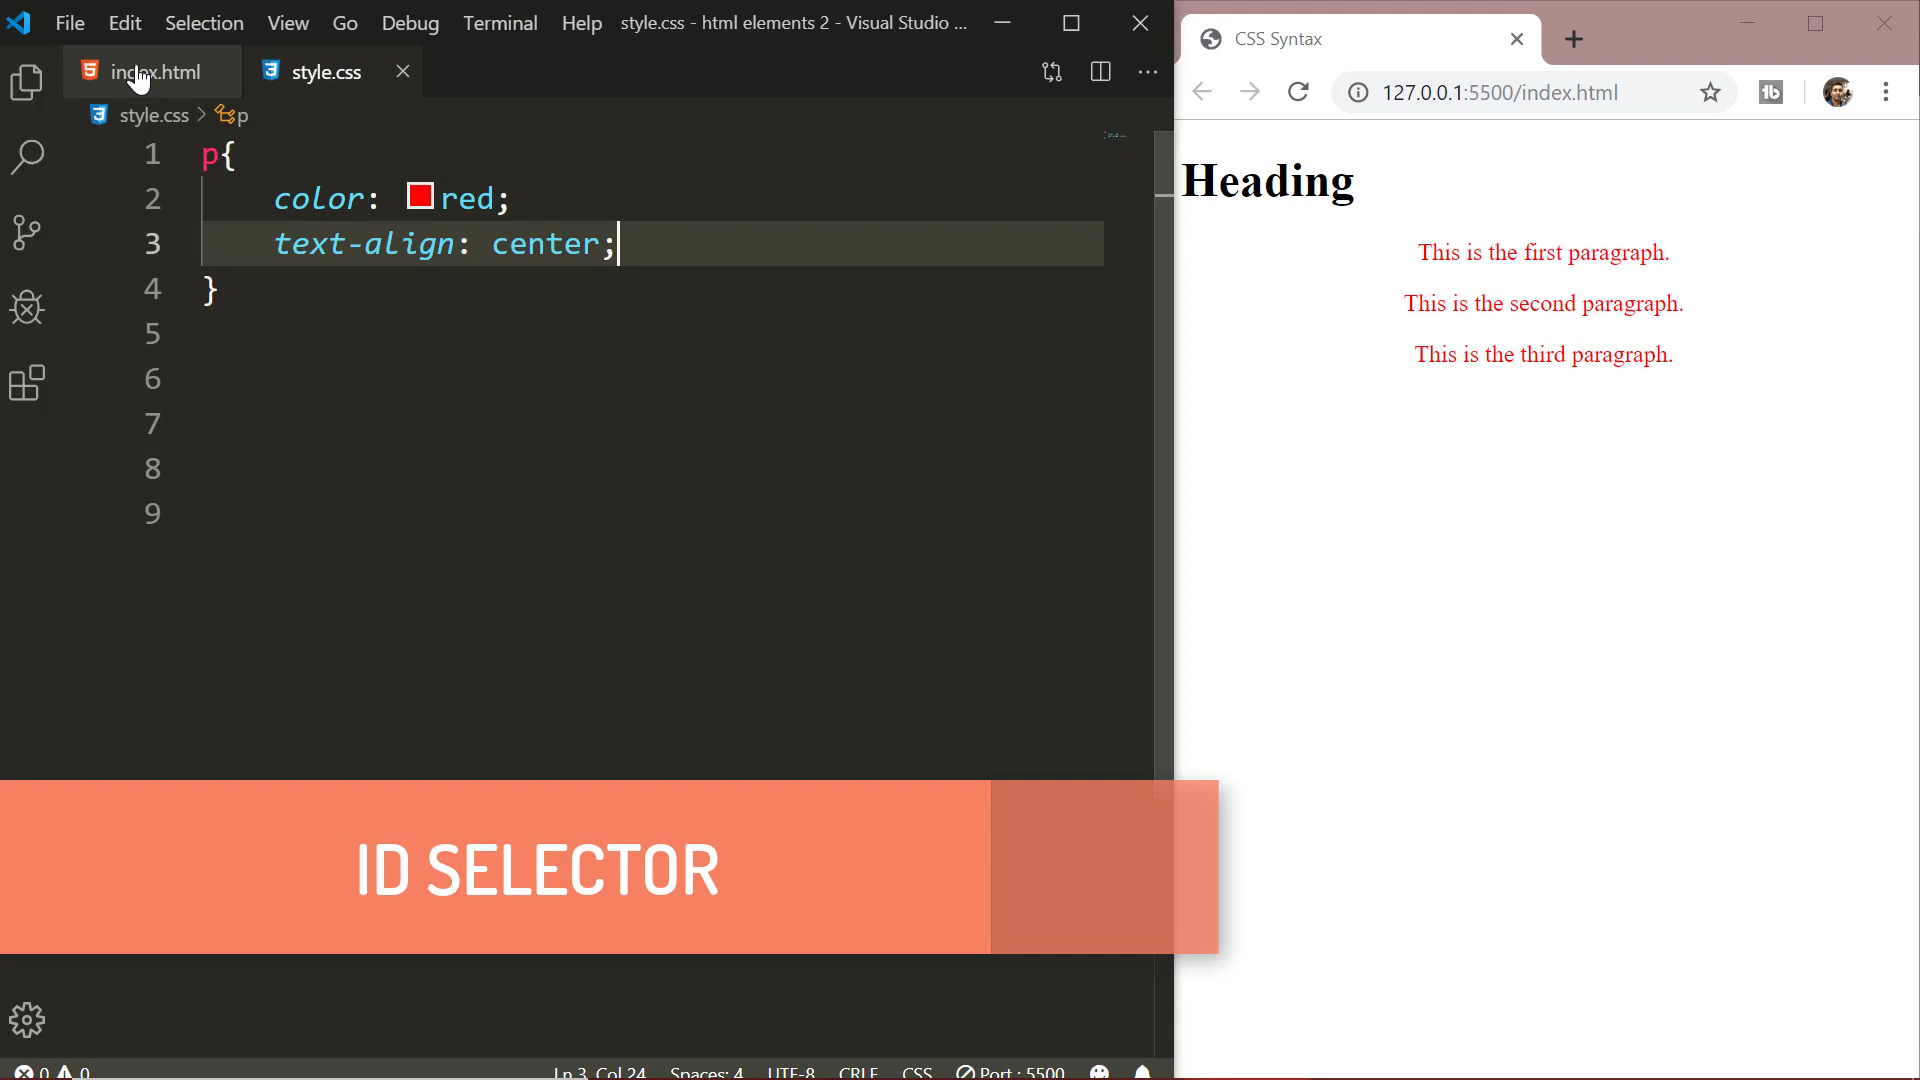 File Edit Selection View Go Debug Terminal Help style.css - html elements 2 - Visual Studio ...
index.html style.css
style.css > p
1 p{
2 color: red;
3 text-align: center;
4 }
5
6
7
8
9
ID SELECTOR
0 0 Ln 3, Col 24 Spaces: 4 UTF-8 CRLF CSS Port : 5500
CSS Syntax
127.0.0.1:5500/index.html
Heading
This is the first paragraph.
This is the second paragraph.
This is the third paragraph.